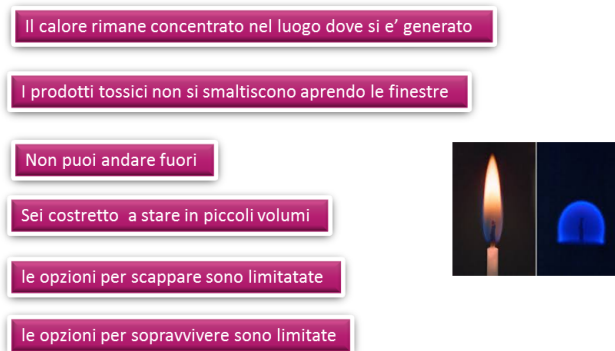 Il calore rimane concentrato nel luogo dove si e’ generato
I prodotti tossici non si smaltiscono aprendo le finestre
Non puoi andare fuori
Sei costretto a stare in piccoli volumi
le opzioni per scappare sono limitatate
le opzioni per sopravvivere sono limitate